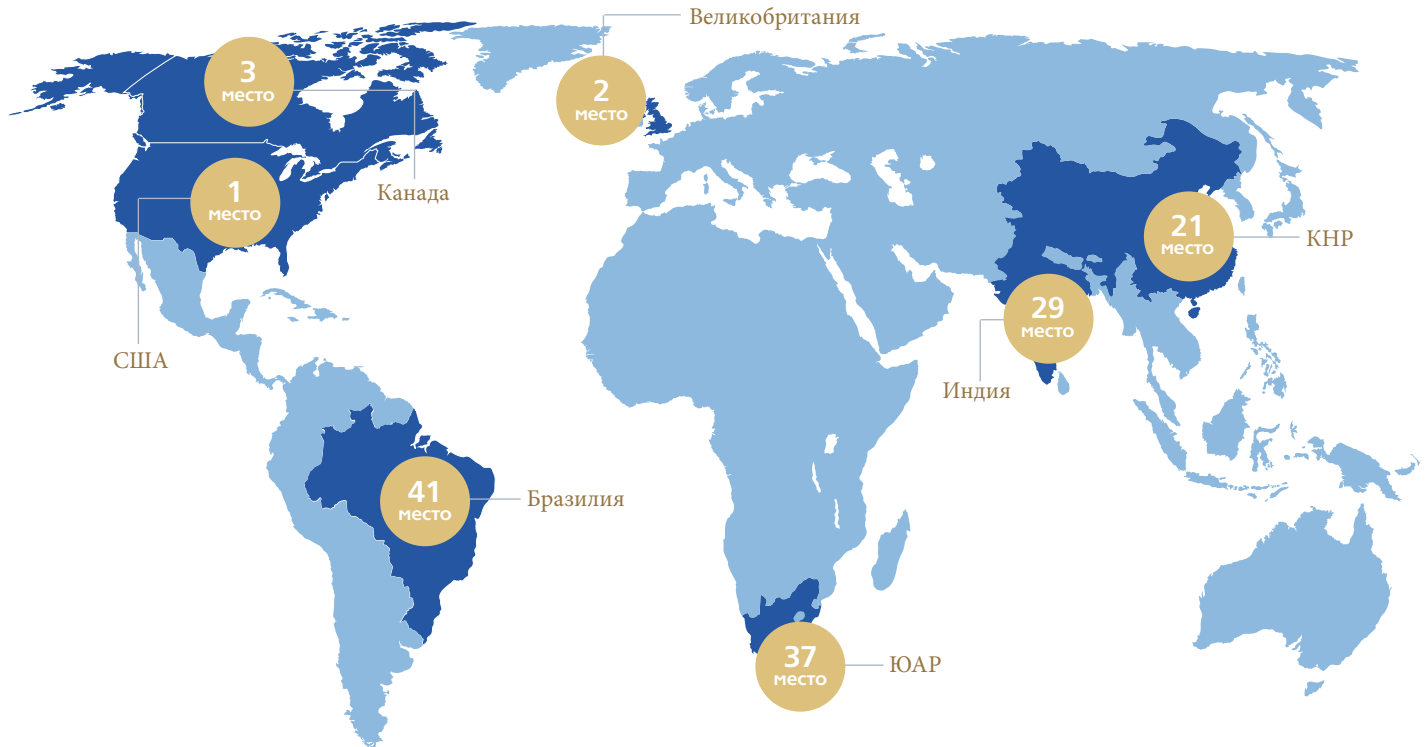 Великобритания
3
место
2
место
Канада
1
место
21
место
КНР
29
место
США
Индия
41
место
Бразилия
37
место
ЮАР